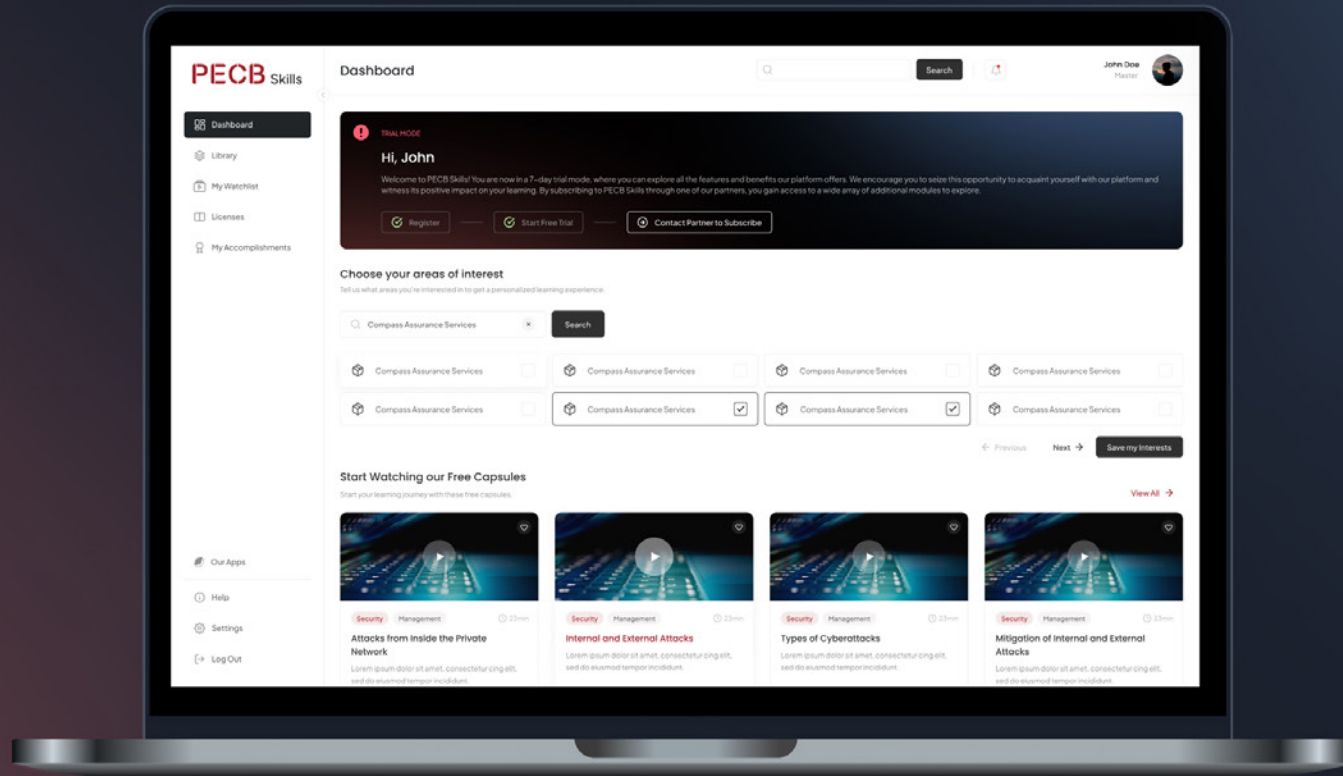 PECB Skills
Dashboard
Search
John Doe
Master
Dashboard
Library
My Watchlist
Licenses
My Accomplishments
Our Apps
Help
Settings
Log Out
TRIAL MODE
Hi, John
Welcome to PECB Skills! You are now in a 7-day trial mode, where you can explore all the features and benefits our platform offers. We encourage you to seize this opportunity to acquaint yourself with our platform and
witness its positive impact on your learning. By subscribing to PECB Skills through one of our partners, you gain access to a wide array of additional modules to explore.
Register
Start Free Trial
Contact Partner to Subscribe
Choose your areas of interest
Tell us what areas you're interested in to get a personalized learning experience.
Compass Assurance Services
Search
Compass Assurance Services
Compass Assurance Services
Compass Assurance Services
Compass Assurance Services
Compass Assurance Services
Compass Assurance Services
Compass Assurance Services
Compass Assurance Services
Previous
Next
Save my Interests
Start Watching our Free Capsules
Start your learning journey with these free capsules.
View All
Security Management 23min
Attacks from Inside the Private
Network
Lorem ipsum dolor sit amet, consectetur cing elit,
sed do eiusmod tempor incididunt.
Security Management 23min
Internal and External Attacks
Lorem ipsum dolor sit amet, consectetur cing elit,
sed do eiusmod tempor incididunt.
Security Management 23min
Types of Cyberattacks
Lorem ipsum dolor sit amet, consectetur cing elit,
sed do eiusmod tempor incididunt.
Security Management 23min
Mitigation of Internal and External
Attacks
Lorem ipsum dolor sit amet, consectetur cing elit,
sed do eiusmod tempor incididunt.